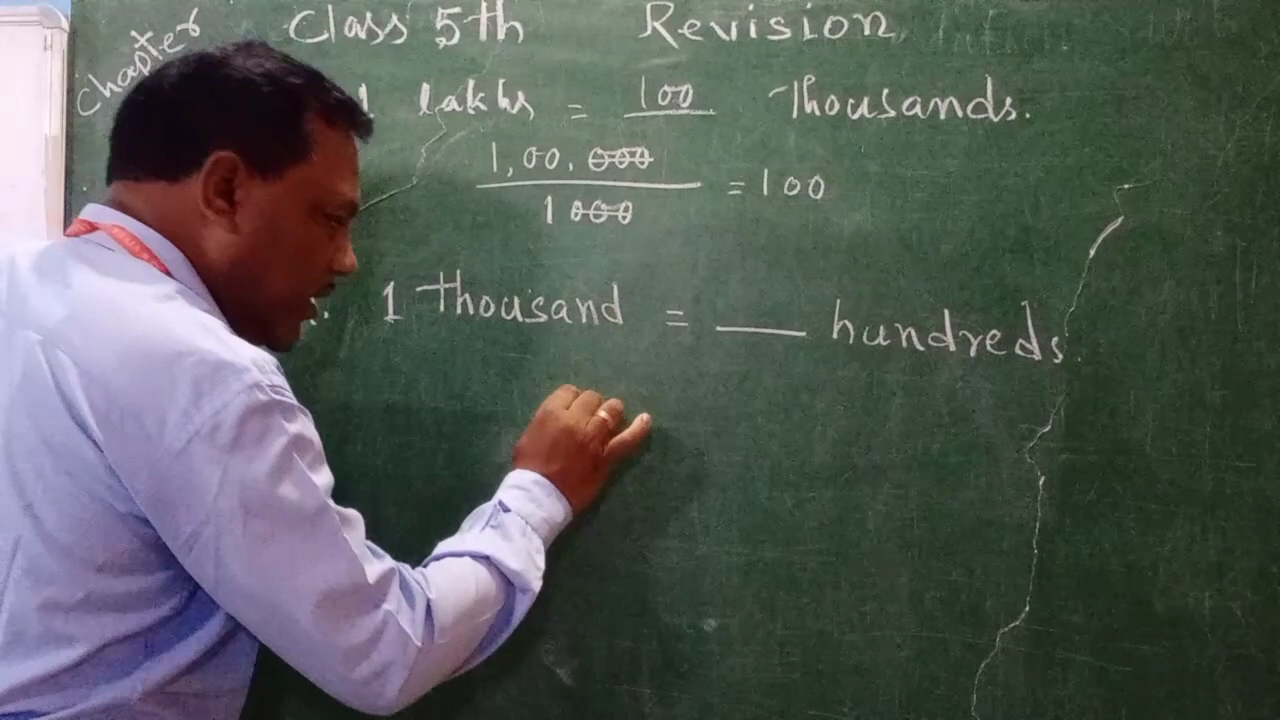 Chapter
Class 5th Revision
1 lakhs = 100 Thousands.
1,00,000
1000
= 100
1 thousand = ___ hundreds